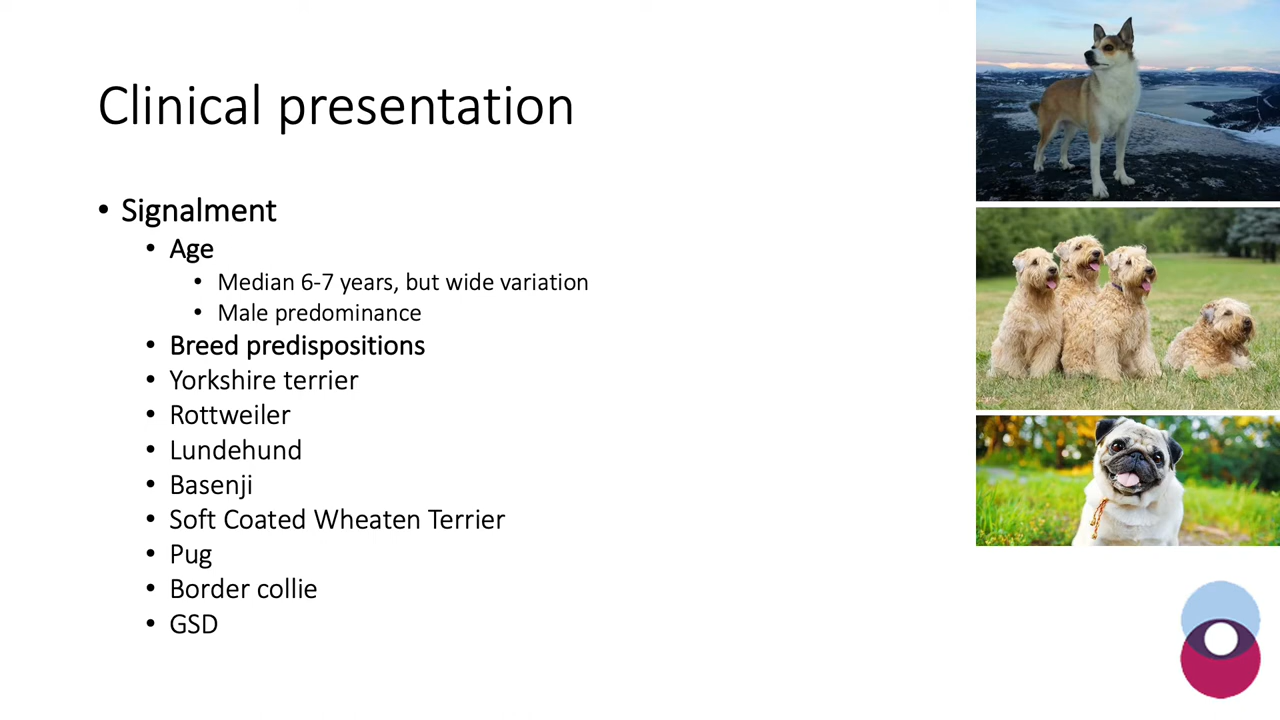 Clinical presentation
• Signalment
• Age
• Median 6-7 years, but wide variation
• Male predominance
• Breed predispositions
• Yorkshire terrier
• Rottweiler
• Lundehund
• Basenji
• Soft Coated Wheaten Terrier
• Pug
• Border collie
• GSD